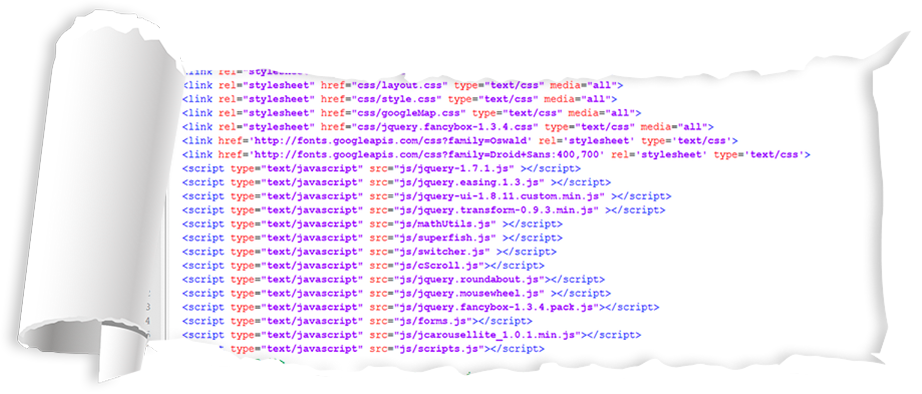 <link rel="stylesheet"
<link rel="stylesheet" href="css/layout.css" type="text/css" media="all">
<link rel="stylesheet" href="css/style.css" type="text/css" media="all">
<link rel="stylesheet" href="css/googleMap.css" type="text/css" media="all">
<link rel="stylesheet" href="css/jquery.fancybox-1.3.4.css" type="text/css" media="all">
<link href='http://fonts.googleapis.com/css?family=Oswald' rel='stylesheet' type='text/css'>
<link href='http://fonts.googleapis.com/css?family=Droid+Sans:400,700' rel='stylesheet' type='text/css'>
<script type="text/javascript" src="js/jquery-1.7.1.js" ></script>
<script type="text/javascript" src="js/jquery.easing.1.3.js" ></script>
<script type="text/javascript" src="js/jquery-ui-1.8.11.custom.min.js" ></script>
<script type="text/javascript" src="js/jquery.transform-0.9.3.min.js" ></script>
<script type="text/javascript" src="js/mathUtils.js" ></script>
<script type="text/javascript" src="js/superfish.js" ></script>
<script type="text/javascript" src="js/switcher.js" ></script>
<script type="text/javascript" src="js/cScroll.js"></script>
<script type="text/javascript" src="js/jquery.roundabout.js"></script>
<script type="text/javascript" src="js/jquery.mousewheel.js" ></script>
3 <script type="text/javascript" src="js/jquery.fancybox-1.3.4.pack.js"></script>
4 <script type="text/javascript" src="js/forms.js"></script>
<script type="text/javascript" src="js/jcarousellite_1.0.1.min.js"></script>
type="text/javascript" src="js/scripts.js"></script>